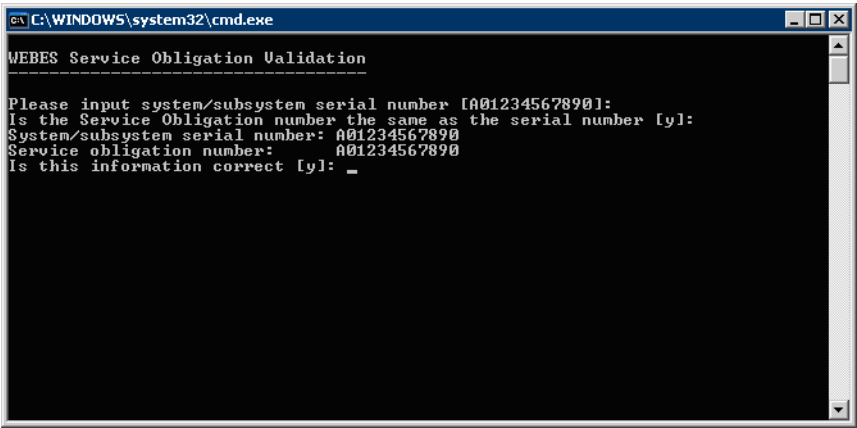 C:\WINDOWS\system32\cmd.exe
WEBES Service Obligation Validation
-----------------------------------
Please input system/subsystem serial number [A01234567890]:
Is the Service Obligation number the same as the serial number [y]:
System/subsystem serial number: A01234567890
Service obligation number:      A01234567890
Is this information correct [y]: _